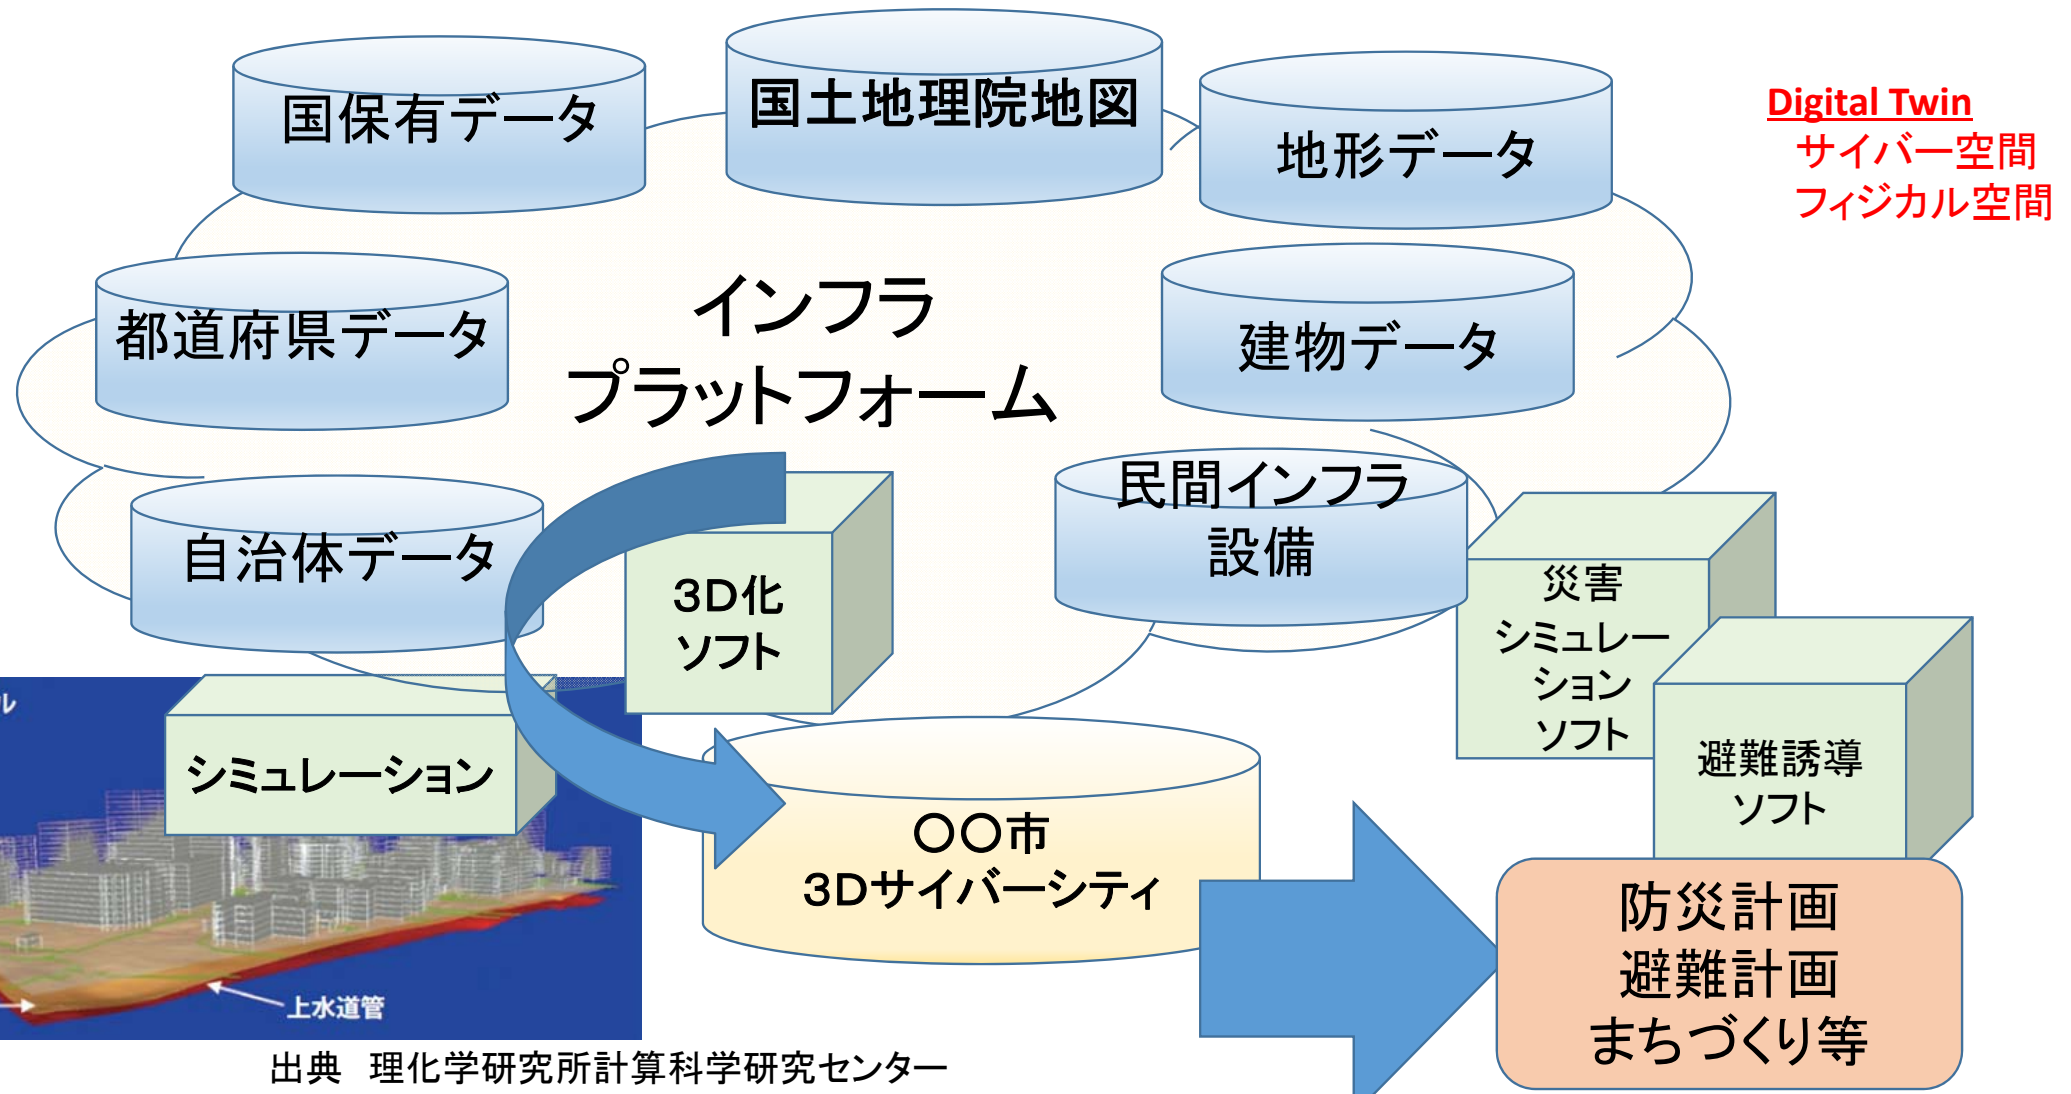 国保有データ
国土地理院地図
地形データ
Digital Twin
サイバー空間
フィジカル空間
都道府県データ
インフラ
プラットフォーム
建物データ
自治体データ
3D化
ソフト
民間インフラ
設備
災害
シミュレー
ション
ソフト
避難誘導
ソフト
ル
シミュレーション
〇〇市
3Dサイバーシティ
上水道管
防災計画
避難計画
まちづくり等
出典 理化学研究所計算科学研究センター